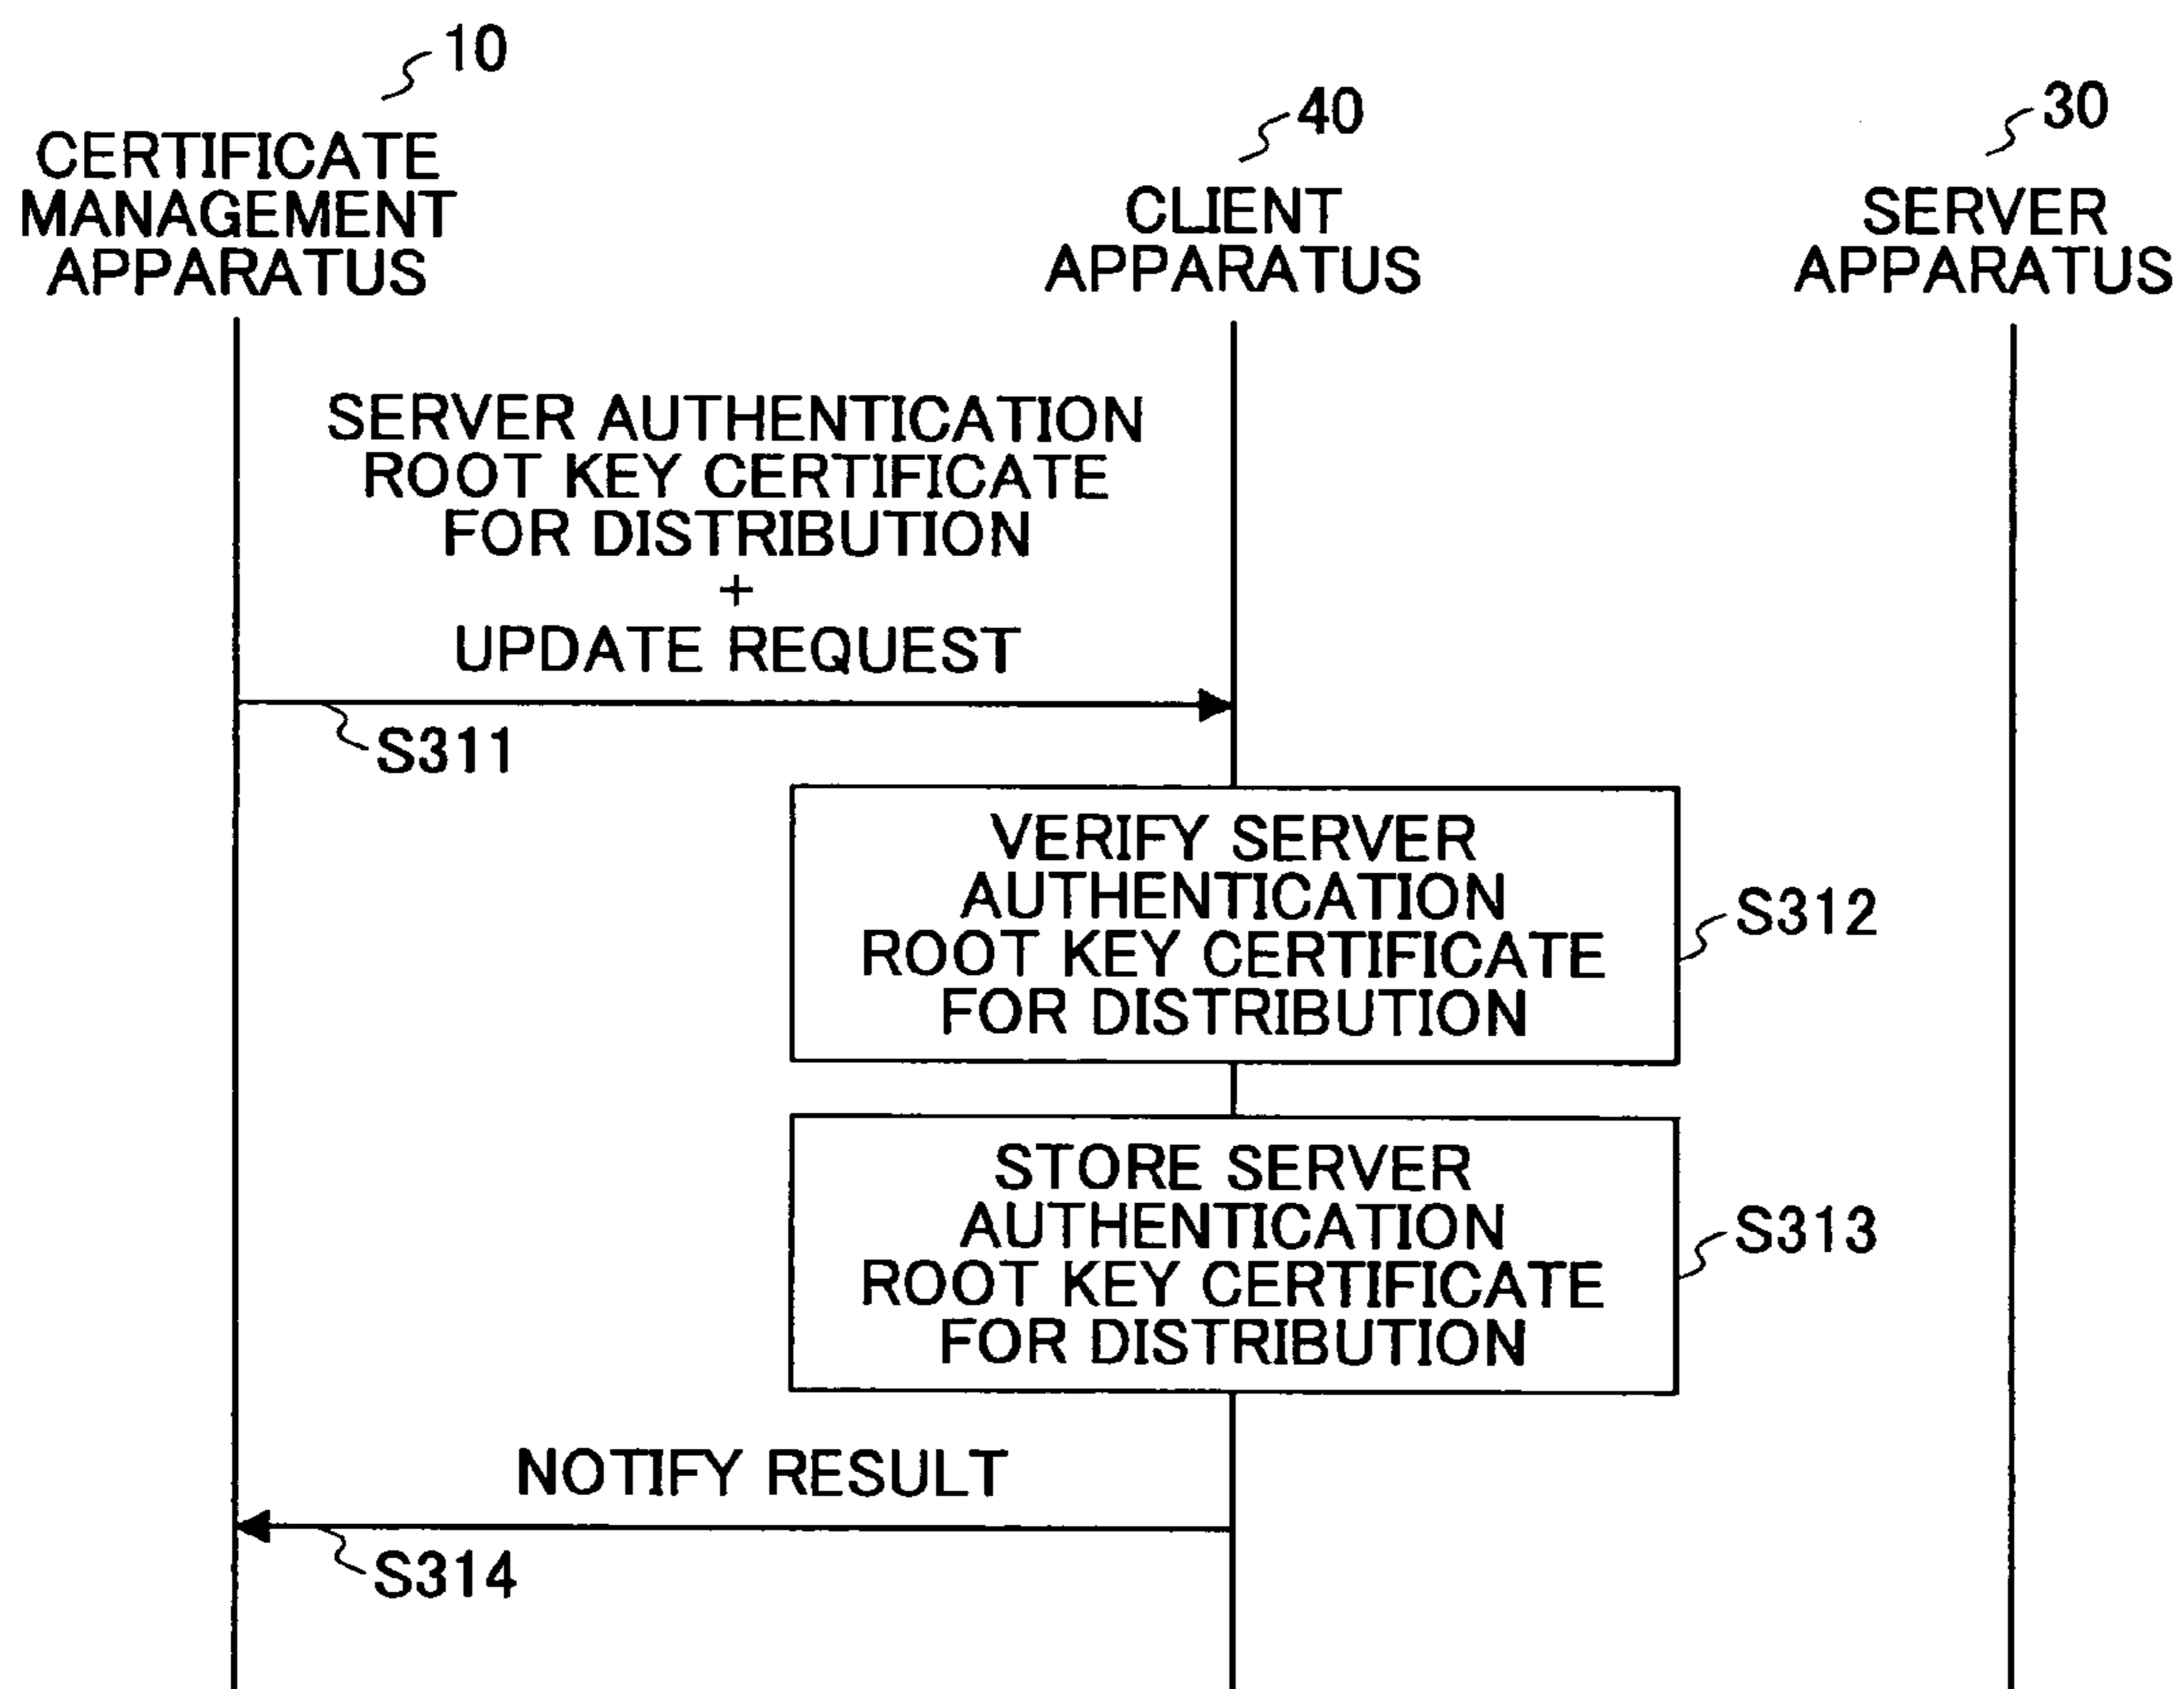 10
CERTIFICATE
MANAGEMENT
APPARATUS
40
CLIENT
APPARATUS
30
SERVER
APPARATUS
SERVER AUTHENTICATION
ROOT KEY CERTIFICATE
FOR DISTRIBUTION
+
UPDATE REQUEST
S311
VERIFY SERVER
AUTHENTICATION
ROOT KEY CERTIFICATE
FOR DISTRIBUTION
S312
STORE SERVER
AUTHENTICATION
ROOT KEY CERTIFICATE
FOR DISTRIBUTION
S313
NOTIFY RESULT
S314